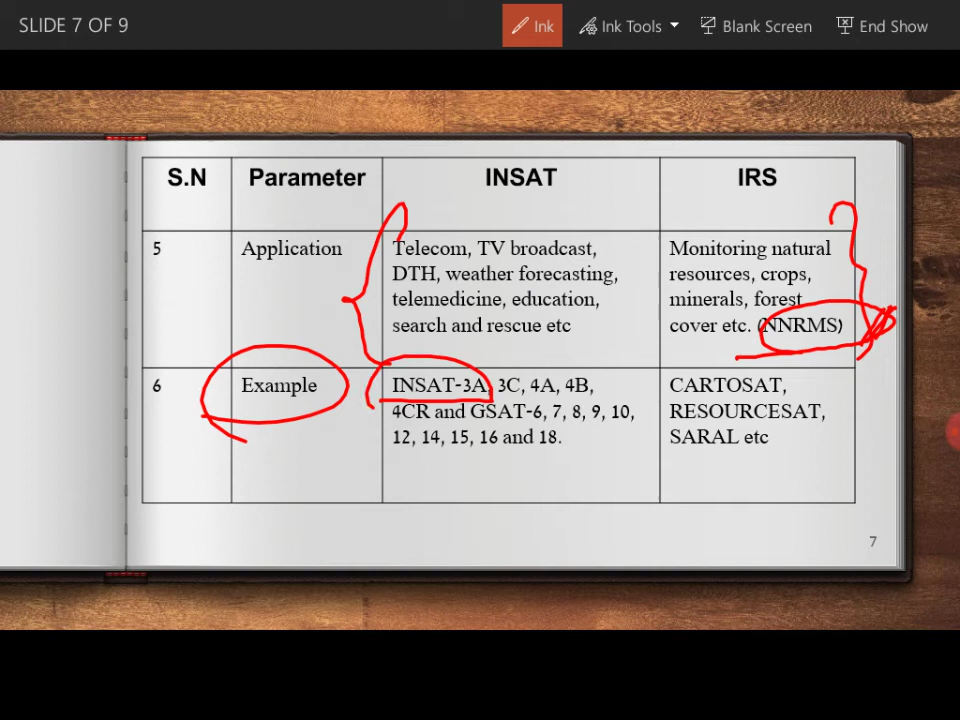 SLIDE 7 OF 9
Ink
Ink Tools
Blank Screen
End Show
S.N
Parameter
INSAT
IRS
5
Application
Telecom, TV broadcast,
DTH, weather forecasting,
telemedicine, education,
search and rescue etc
Monitoring natural
resources, crops,
minerals, forest
cover etc. (NNRMS)
6
Example
INSAT-3A, 3C, 4A, 4B,
4CR and GSAT-6, 7, 8, 9, 10,
12, 14, 15, 16 and 18.
CARTOSAT,
RESOURCESAT,
SARAL etc
7